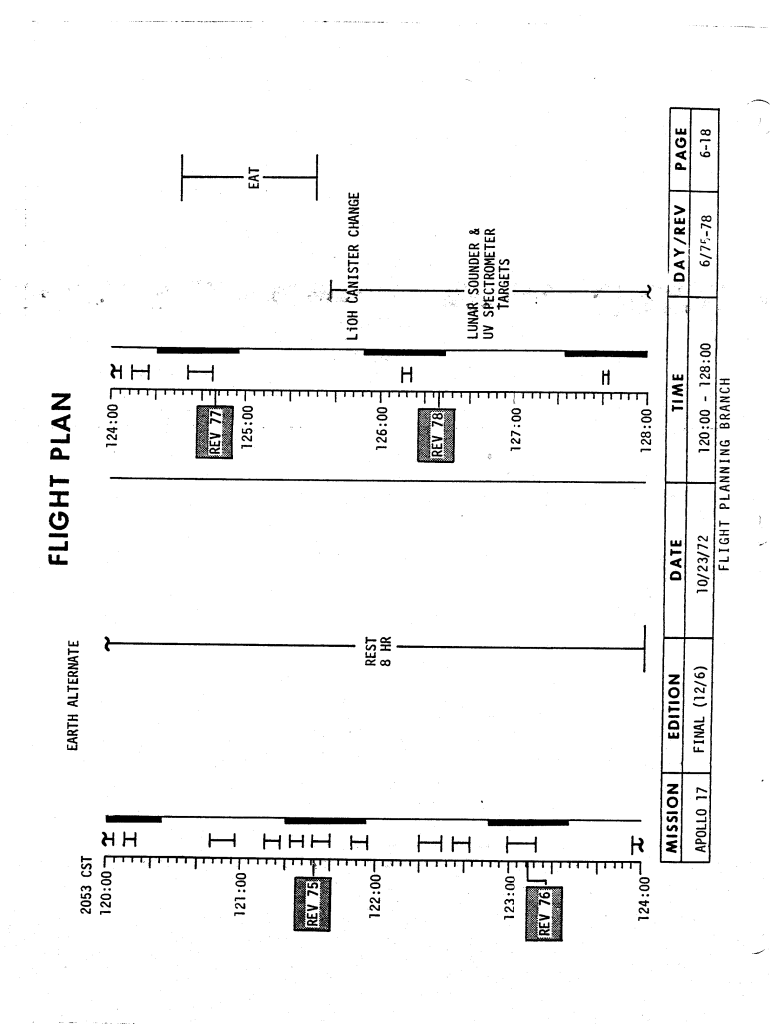 FLIGHT PLAN
EARTH ALTERNATE
2053 CST
120:00
121:00
REV 75
122:00
123:00
REV 76
124:00
REST
8 HR
124:00
REV 77
125:00
126:00
REV 78
127:00
128:00
EAT
LiOH CANISTER CHANGE
LUNAR SOUNDER &
UV SPECTROMETER
TARGETS
MISSION EDITION DATE TIME DAY/REV PAGE
APOLLO 17 FINAL (12/6) 10/23/72 120:00 - 128:00 6/75-78 6-18
FLIGHT PLANNING BRANCH